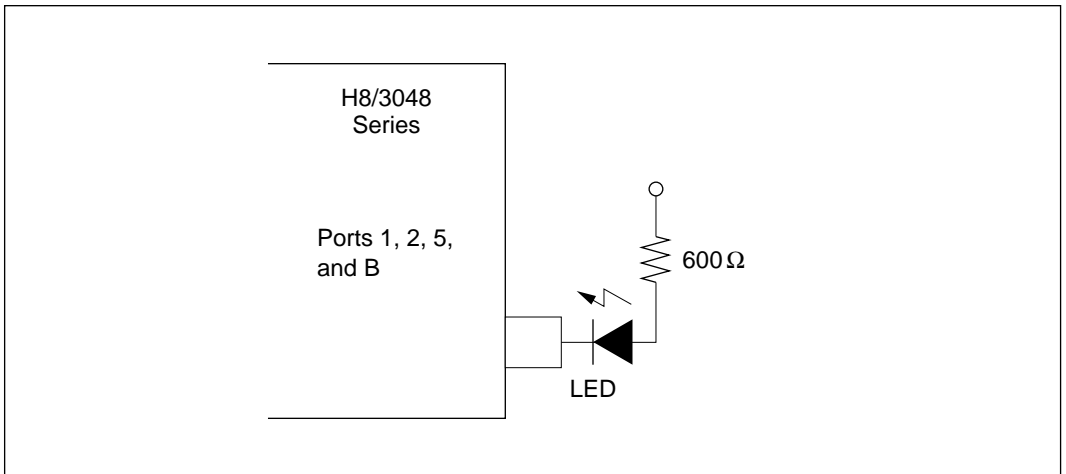 H8/3048
Series
Ports 1, 2, 5,
and B
600 Ω
LED